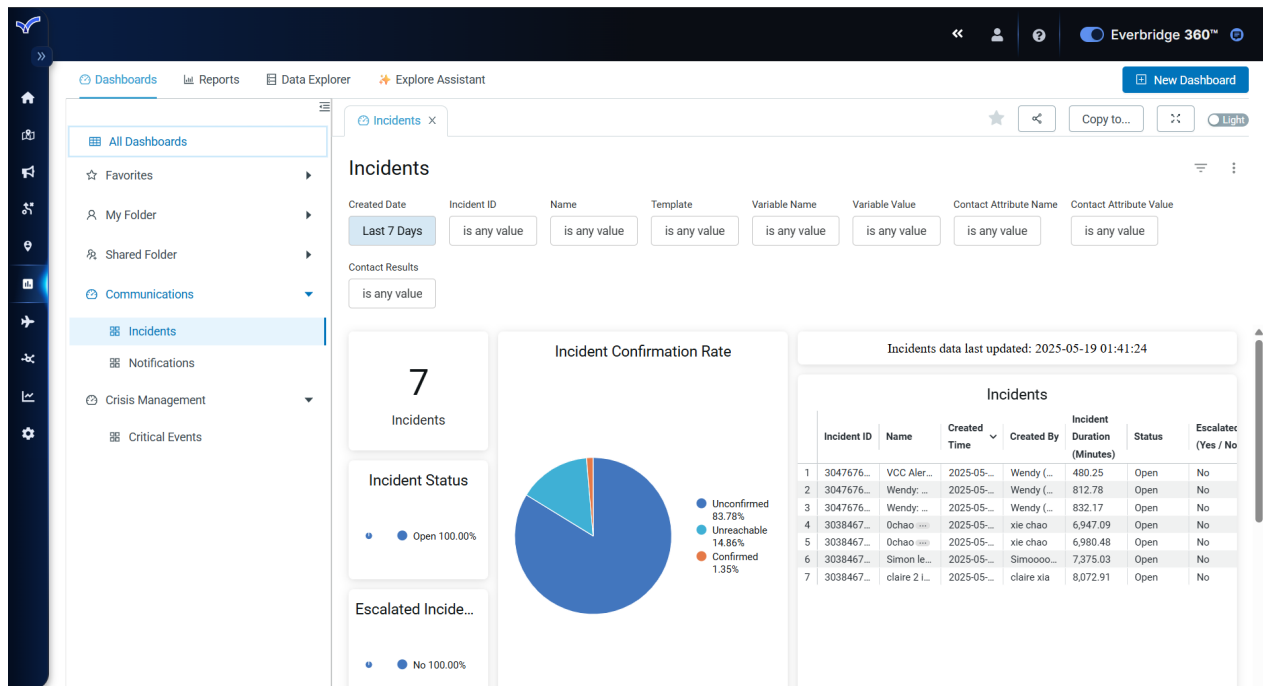 Everbridge 360™
Dashboards
Reports
Data Explorer
Explore Assistant
New Dashboard
All Dashboards
Favorites
My Folder
Shared Folder
Communications
Incidents
Notifications
Crisis Management
Critical Events
Incidents X
Copy to...
Light
Incidents
Created Date
Last 7 Days
Incident ID
is any value
Name
is any value
Template
is any value
Variable Name
is any value
Variable Value
is any value
Contact Attribute Name
is any value
Contact Attribute Value
is any value
Contact Results
is any value
7
Incidents
Incident Status
Open 100.00%
Escalated Incide...
No 100.00%
Incident Confirmation Rate
Unconfirmed
83.78%
Unreachable
14.86%
Confirmed
1.35%
Incidents data last updated: 2025-05-19 01:41:24
Incidents
Incident ID Name Created Time Created By Incident Duration (Minutes) Status Escalated (Yes / No
1 3047676... VCC Aler... 2025-05-... Wendy (... 480.25 Open No
2 3047676... Wendy: ... 2025-05-... Wendy (... 812.78 Open No
3 3047676... Wendy: ... 2025-05-... Wendy (... 832.17 Open No
4 3038467... 0chao ... 2025-05-... xie chao 6,947.09 Open No
5 3038467... 0chao ... 2025-05-... xie chao 6,980.48 Open No
6 3038467... Simon le... 2025-05-... Simoooo... 7,375.03 Open No
7 3038467... claire 2 i... 2025-05-... claire xia 8,072.91 Open No